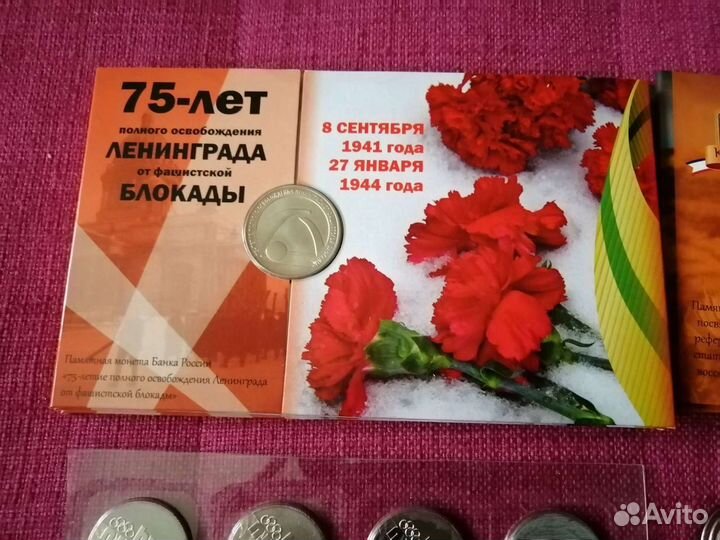 75-лет
полного освобождения
ЛЕНИНГРАДА
от фашистской
БЛОКАДЫ
8 СЕНТЯБРЯ
1941 года
27 ЯНВАРЯ
1944 года
Памятная монета Банка России
«75-летие полного освобождения Ленинграда
от фашистской блокады»
Avito